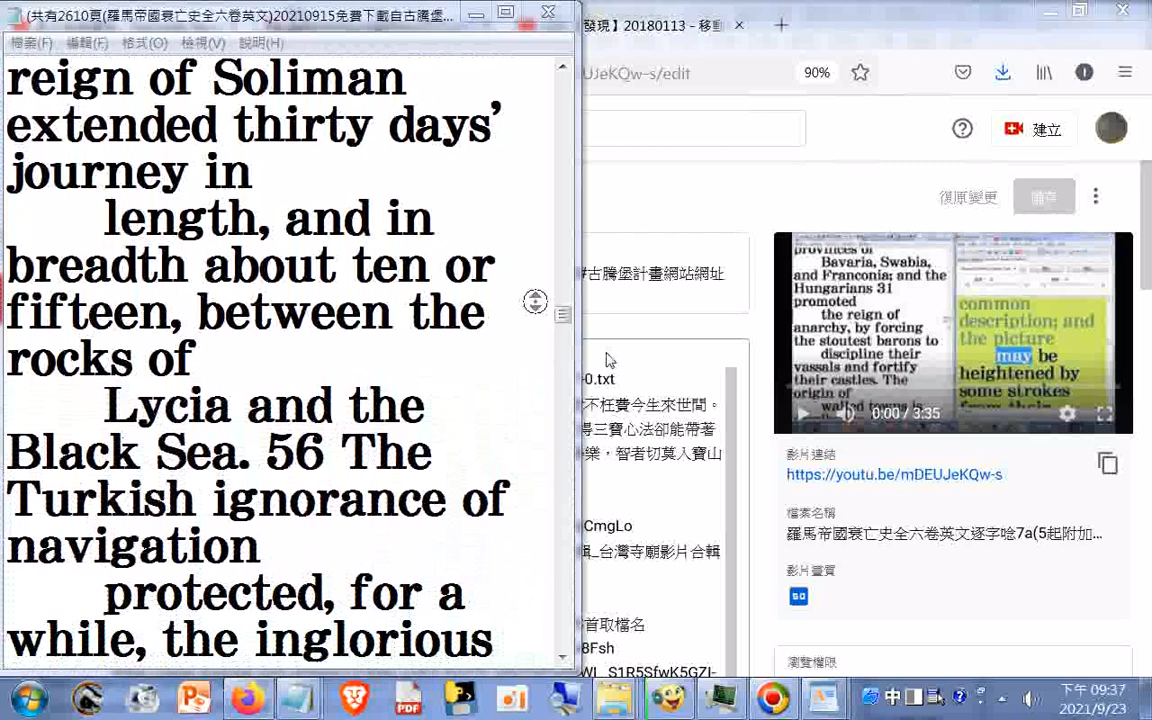 (共有2610頁(羅馬帝國衰亡史全六卷英文)20210915免費下載自古騰堡...
檔案(F) 編輯(E) 格式(O) 檢視(V) 說明(H)
reign of Soliman
extended thirty days’
journey in
length, and in
breadth about ten or
fifteen, between the
rocks of
Lycia and the
Black Sea. 56 The
Turkish ignorance of
navigation
protected, for a
while, the inglorious
發現】20180113 - 移動
UJeKQw-s/edit
90%
建立
復原變更
儲存
#古騰堡計畫網站網址
-0.txt
不枉費今生來世間。
得三寶心法卻能帶著
樂，智者切莫入寶山
CmgLo
輯_台灣寺廟影片合輯
首取檔名
8Fsh
WI_S1R5SfwK5GZI-
provinces of
Bavaria, Swabia,
and Franconia; and the
Hungarians 31
promoted
the reign of
anarchy, by forcing
the stoutest barons to
discipline their
vassals and fortify
their castles. The
origin of
walled towns is
common
description; and
the picture
may be
heightened by
some strokes
0:00 / 3:35
影片連結
https://youtu.be/mDEUJeKQw-s
檔案名稱
羅馬帝國衰亡史全六卷英文逐字唸7a(5起附加...
影片畫質
SD
瀏覽權限
中
下午 09:37
2021/9/23